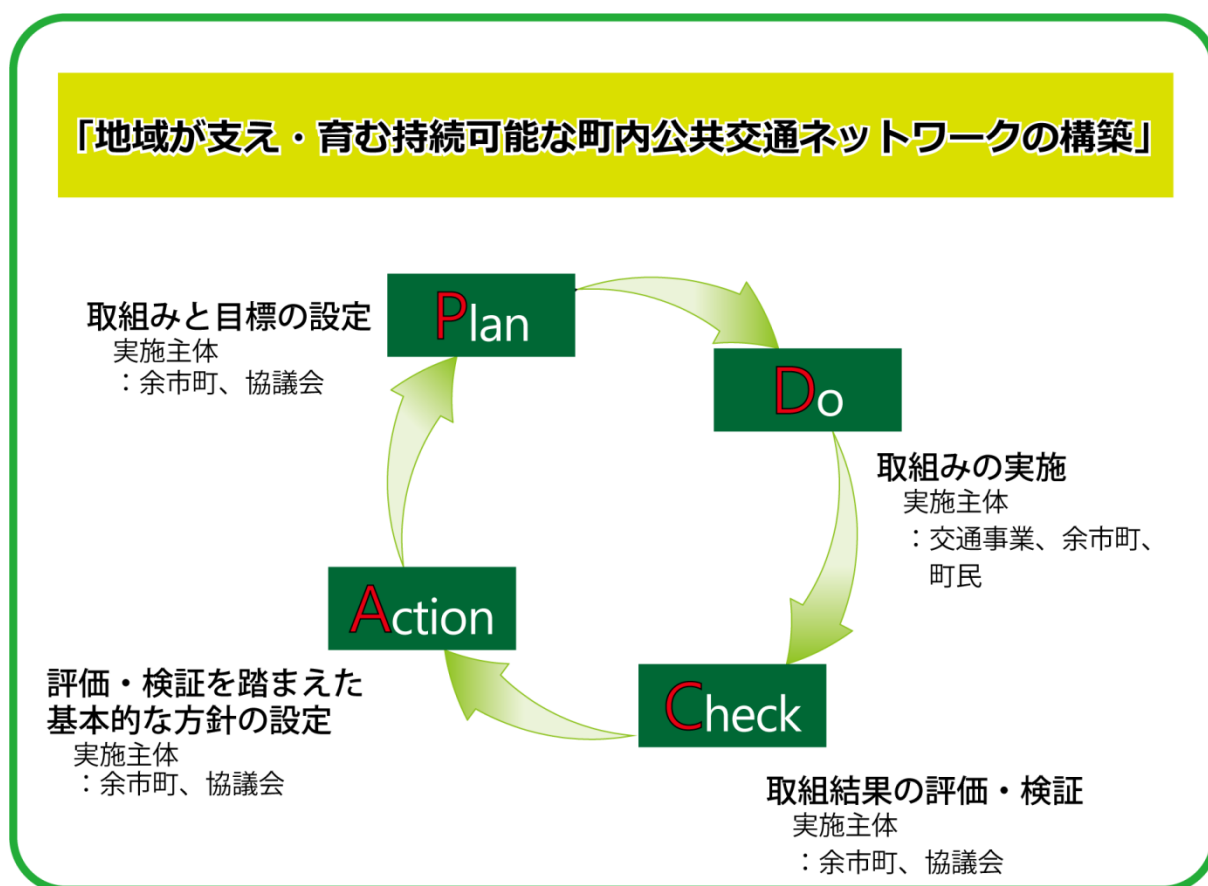 「地域が支え・育む持続可能な町内公共交通ネットワークの構築」
Plan
取組みと目標の設定
実施主体
：余市町、協議会
Do
取組みの実施
実施主体
：交通事業、余市町、
町民
Check
取組結果の評価・検証
実施主体
：余市町、協議会
Action
評価・検証を踏まえた
基本的な方針の設定
実施主体
：余市町、協議会